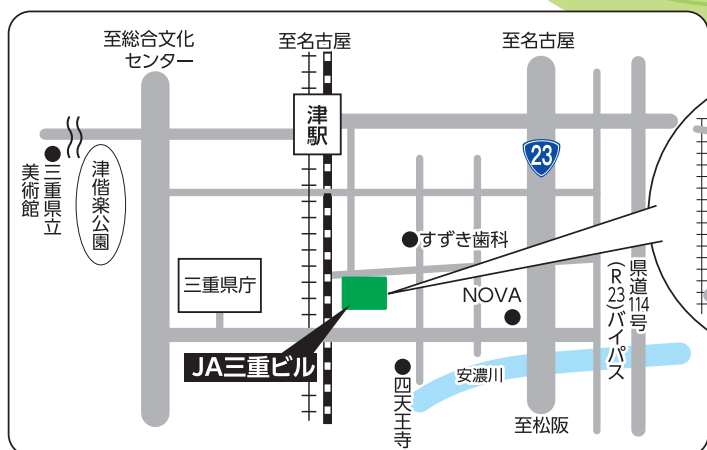 至総合文化
センター
至名古屋
至名古屋
津駅
23
三重県立
美術館
津偕楽公園
すずき歯科
三重県庁
NOVA
県道114号
(R23)バイパス
JA三重ビル
四天王寺
安濃川
至松阪